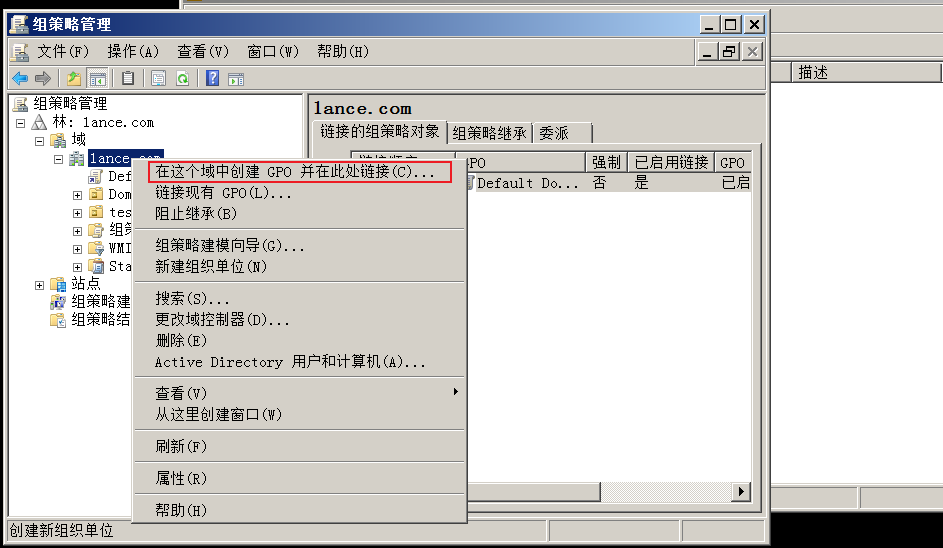 组策略管理
文件(F) 操作(A) 查看(V) 窗口(W) 帮助(H)
描述
组策略管理
林: lance.com
域
lance.com
Def
Dom
tes
组策
WMI
Sta
站点
组策略建
组策略结
lance.com
链接的组策略对象 组策略继承 委派
GPO 强制 已启用链接 GPO
Default Do... 否 是 已启
在这个域中创建 GPO 并在此处链接(C)...
链接现有 GPO(L)...
阻止继承(B)
组策略建模向导(G)...
新建组织单位(N)
搜索(S)...
更改域控制器(D)...
删除(E)
Active Directory 用户和计算机(A)...
查看(V)
从这里创建窗口(W)
刷新(F)
属性(R)
帮助(H)
创建新组织单位